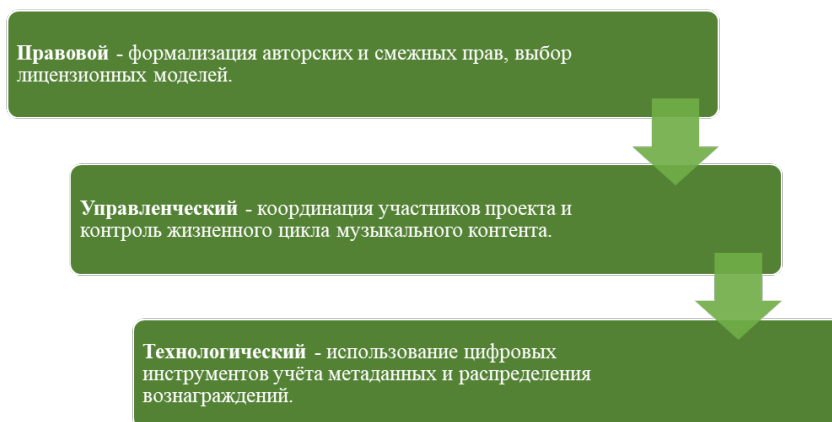 Правовой - формализация авторских и смежных прав, выбор
лицензионных моделей.
Управленческий - координация участников проекта и
контроль жизненного цикла музыкального контента.
Технологический - использование цифровых
инструментов учёта метаданных и распределения
вознаграждений.